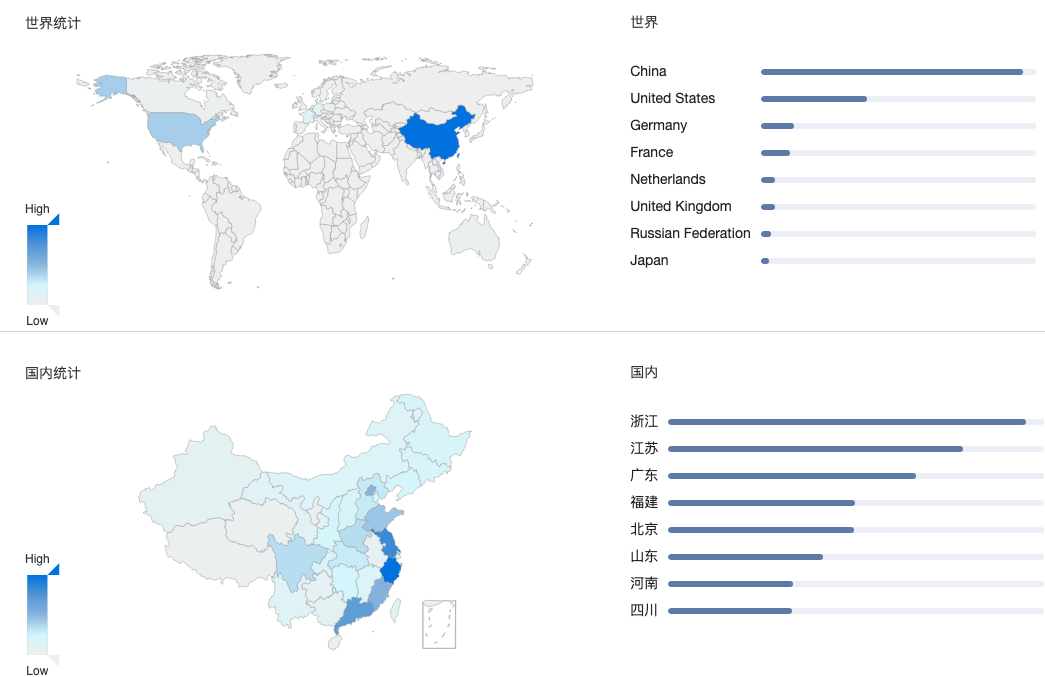 世界统计
High
Low
世界
China
United States
Germany
France
Netherlands
United Kingdom
Russian Federation
Japan
国内统计
High
Low
国内
浙江
江苏
广东
福建
北京
山东
河南
四川